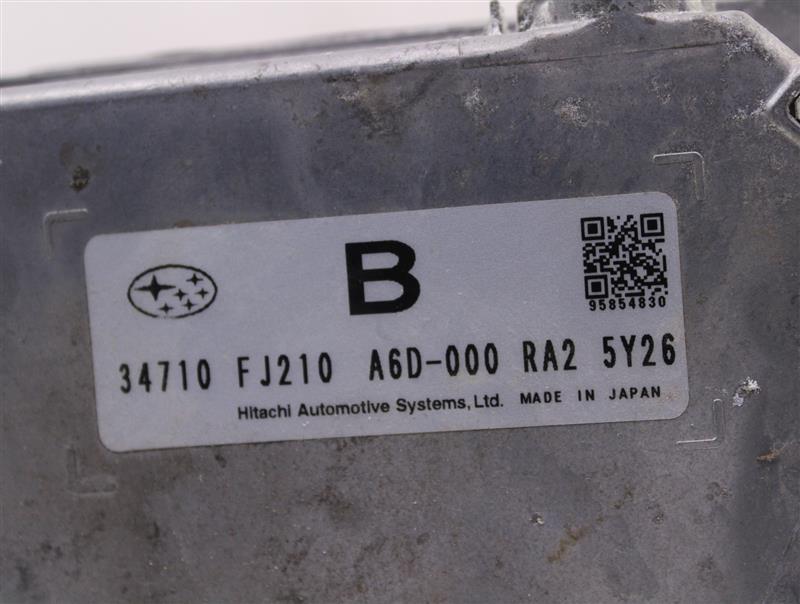 B
95854830
34710 FJ210 A6D-000 RA2 5Y26
Hitachi Automotive Systems, Ltd. MADE IN JAPAN